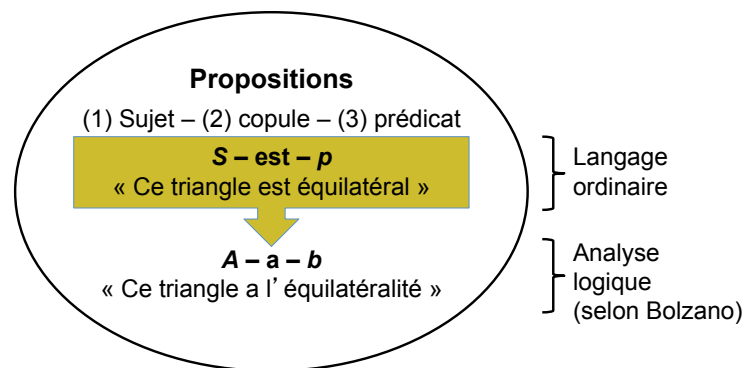 Propositions
(1) Sujet – (2) copule – (3) prédicat
S – est – p
« Ce triangle est équilatéral »
Langage
ordinaire
A – a – b
« Ce triangle a l’équilatéralité »
Analyse
logique
(selon Bolzano)